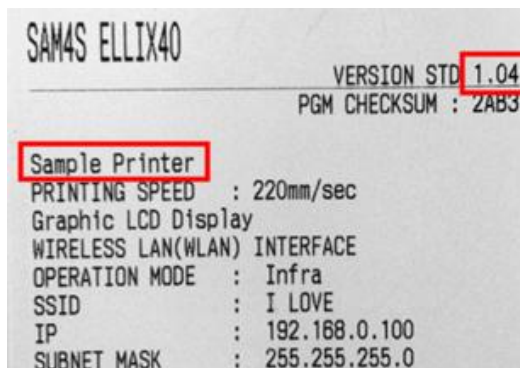 SAM4S ELLIX40
VERSION STD 1.04
PGM CHECKSUM : 2AB3
Sample Printer
PRINTING SPEED : 220mm/sec
Graphic LCD Display
WIRELESS LAN(WLAN) INTERFACE
OPERATION MODE : Infra
SSID : I LOVE
IP : 192.168.0.100
SUBNET MASK : 255.255.255.0